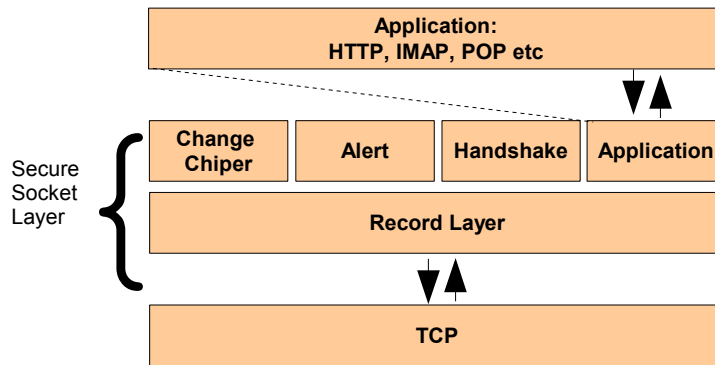 Application:
HTTP, IMAP, POP etc
Secure
Socket
Layer
Change
Chiper
Alert
Handshake
Application
Record Layer
TCP